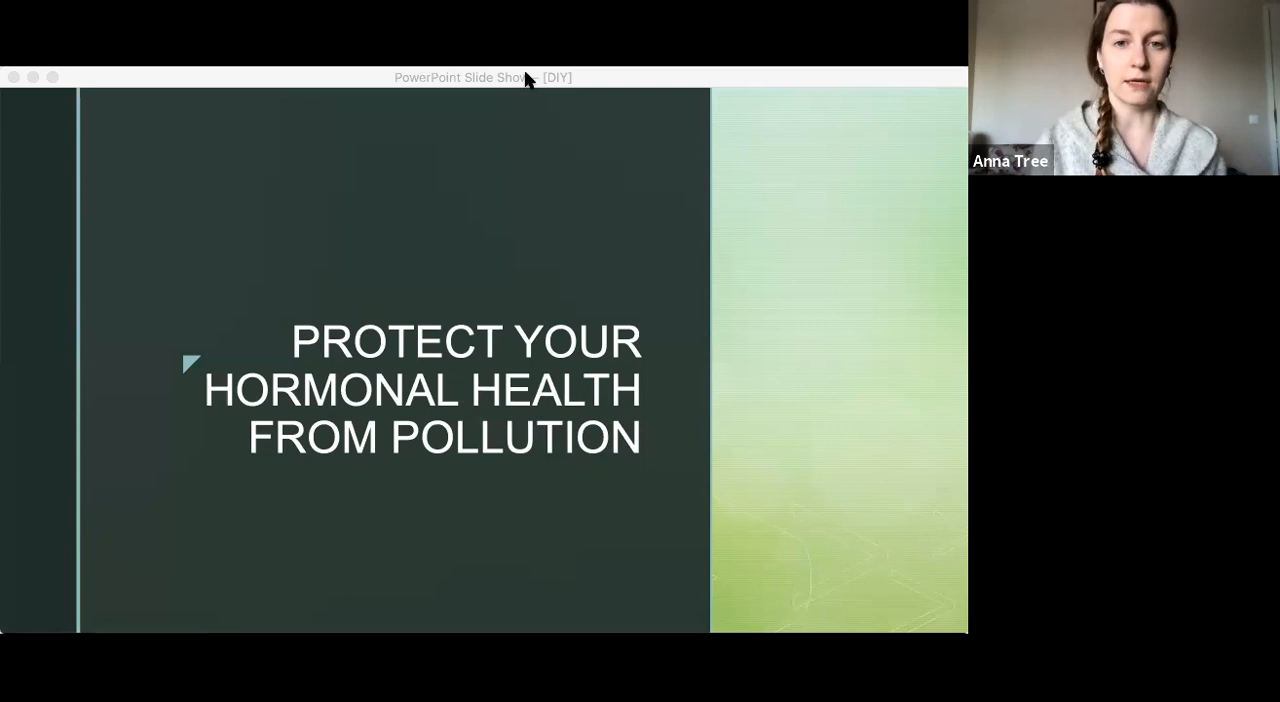 PowerPoint Slide Show - [DIY]
PROTECT YOUR
HORMONAL HEALTH
FROM POLLUTION
Anna Tree